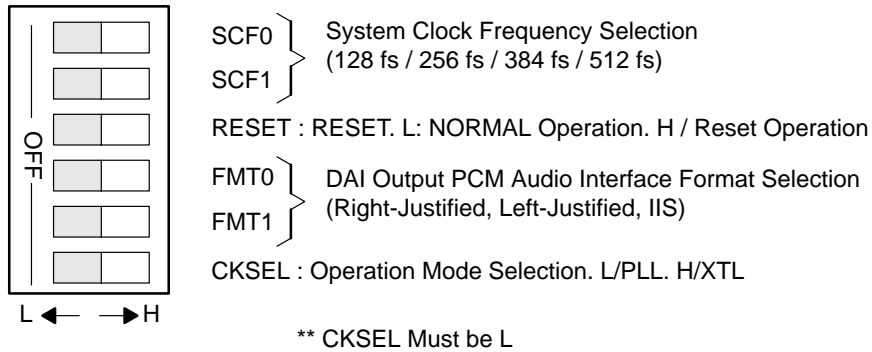 SCF0
System Clock Frequency Selection
(128 fs / 256 fs / 384 fs / 512 fs)
SCF1
RESET : RESET. L: NORMAL Operation. H / Reset Operation
OFF
FMT0
DAI Output PCM Audio Interface Format Selection
(Right-Justified, Left-Justified, IIS)
FMT1
CKSEL : Operation Mode Selection. L/PLL. H/XTL
L H
** CKSEL Must be L